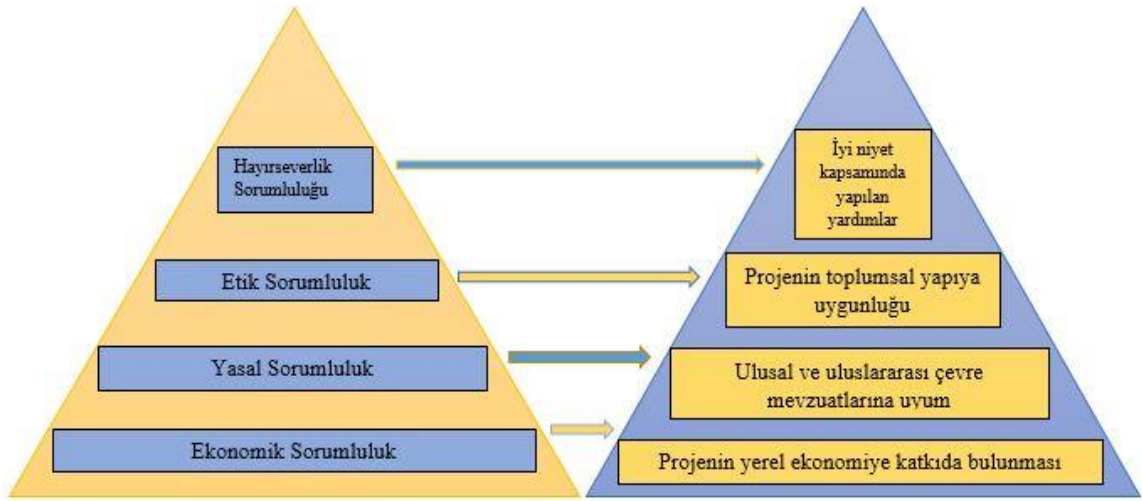 Hayırseverlik
Sorumluluğu
İyi niyet
kapsamında
yapılan
yardımlar
Etik Sorumluluk
Projenin toplumsal yapıya
uygunluğu
Yasal Sorumluluk
Ulusal ve uluslararası çevre
mevzuatlarına uyum
Ekonomik Sorumluluk
Projenin yerel ekonomiye katkıda bulunması